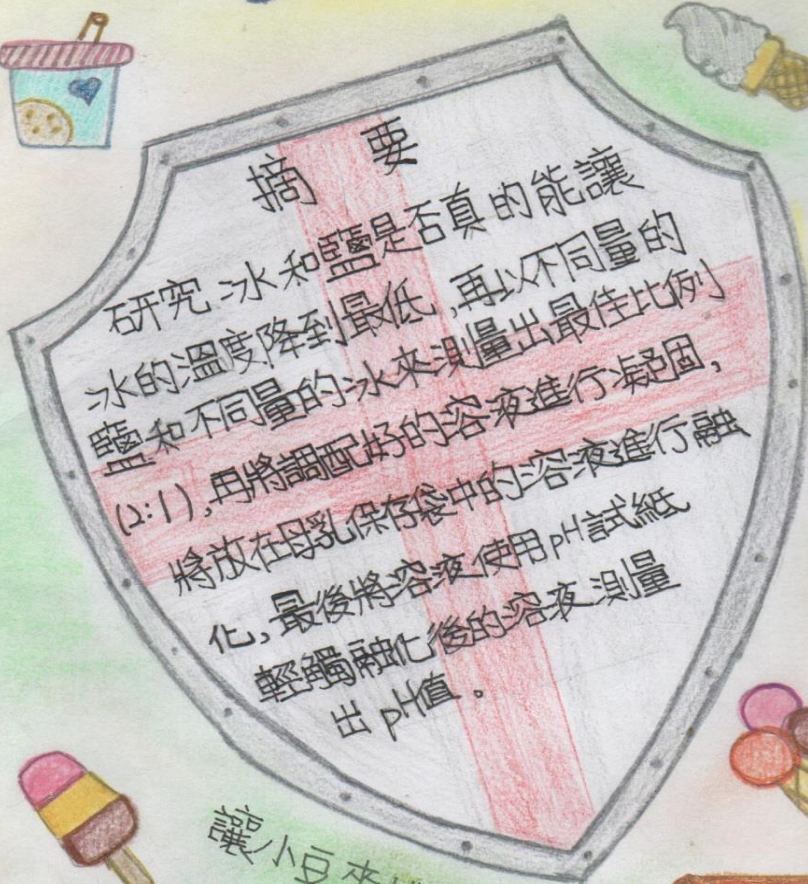 摘 要
研究冰和鹽是否真的能讓
冰的溫度降到最低,再以不同量的
鹽和不同量的冰來測量出最佳比例
(2:1),再將調配好的溶液進行凝固,
將放在母乳保存袋中的溶液進行融
化,最後將溶液使用pH試紙
輕觸融化後的溶液測量
出pH值。
讓小豆來